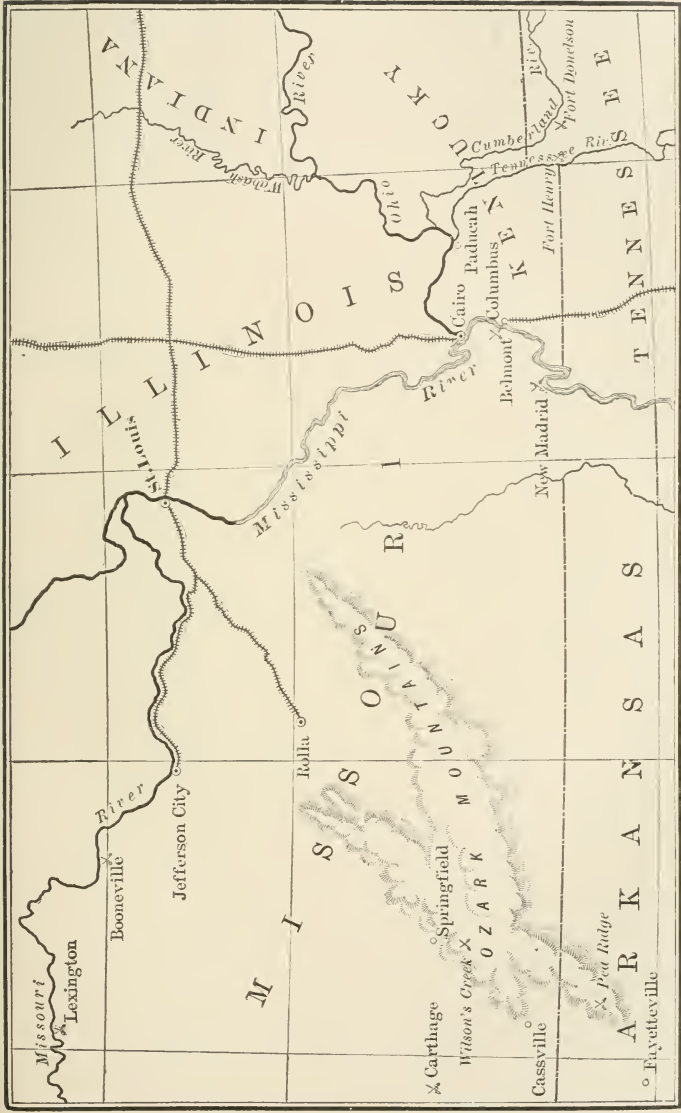 Missouri
Lexington
River
Booneville
Jefferson City
Rolla
St. Louis
ILLINOIS
INDIANA
Wabash
River
River
Ohio
MISSOURI
Mississippi
River
Carthage
Springfield
Wilson's Creek
OZARK MOUNTAINS
Cassville
Pea Ridge
Fayetteville
ARKANSAS
Cairo
Paducah
Columbus
Belmont
New Madrid
KENTUCKY
Cumberland
Riv.
Tennessee Riv.
Fort Henry
Fort Donelson
TENNESSEE